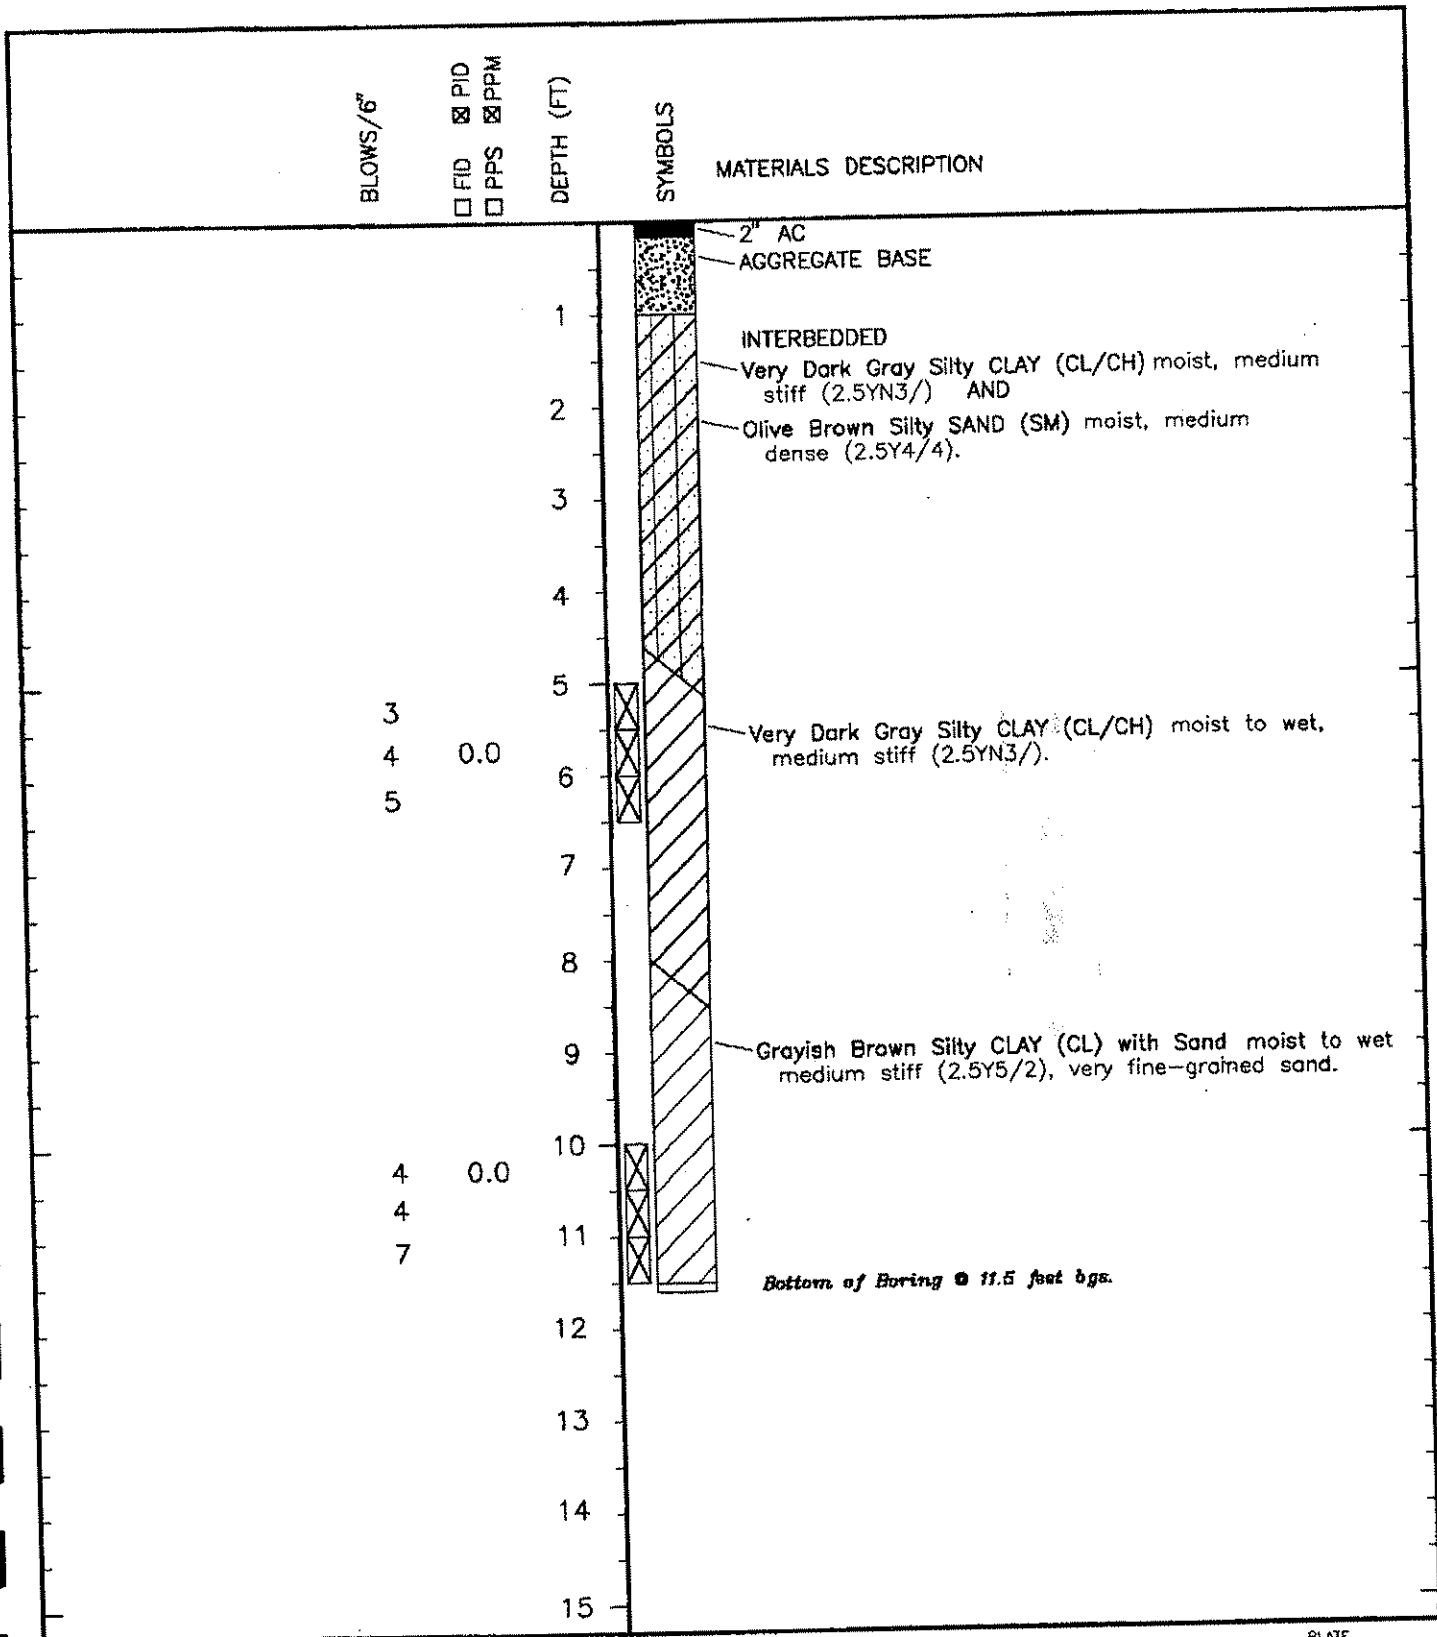 BLOWS/6"
☐ FID ☒ PID
☐ PPS ☒ PPM
DEPTH (FT)
SYMBOLS
MATERIALS DESCRIPTION
2" AC
AGGREGATE BASE
1
INTERBEDDED
Very Dark Gray Silty CLAY (CL/CH) moist, medium
stiff (2.5YN3/) AND
2
Olive Brown Silty SAND (SM) moist, medium
dense (2.5Y4/4).
3
4
5
3
Very Dark Gray Silty CLAY (CL/CH) moist to wet,
medium stiff (2.5YN3/).
4 0.0
6
5
7
8
9
Grayish Brown Silty CLAY (CL) with Sand moist to wet
medium stiff (2.5Y5/2), very fine-grained sand.
10
4 0.0
4
11
7
Bottom of Boring @ 11.5 feet bgs.
12
13
14
15
PLATE